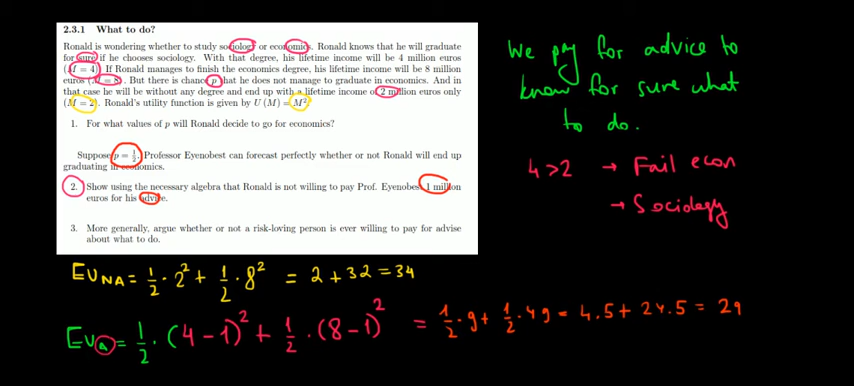 2.3.1 What to do?
Ronald is wondering whether to study sociology or economic. Ronald knows that he will graduate
for sure if he chooses sociology. With that degree, his lifetime income will be 4 million euros
(M = 4). If Ronald manages to finish the economics degree, his lifetime income will be 8 million
euros (M = 8). But there is chance p that he does not manage to graduate in economics. And in
that case he will be without any degree and end up with a lifetime income of 2 million euros only
(M = 2). Ronald's utility function is given by U (M) = M²
1. For what values of p will Ronald decide to go for economics?
Suppose p = 1/2. Professor Eyenobest can forecast perfectly whether or not Ronald will end up
graduating in economics.
2. Show using the necessary algebra that Ronald is not willing to pay Prof. Eyenobest 1 million
euros for his advice.
3. More generally, argue whether or not a risk-loving person is ever willing to pay for advise
about what to do.
We pay for advice to
know for sure what
to do.
4>2 → Fail econ
→ Sociology
EU_NA = 1/2 · 2² + 1/2 · 8² = 2 + 32 = 34
EU_a = 1/2 · (4 − 1)² + 1/2 · (8 − 1)² = 1/2 · 9 + 1/2 · 49 = 4.5 + 24.5 = 29